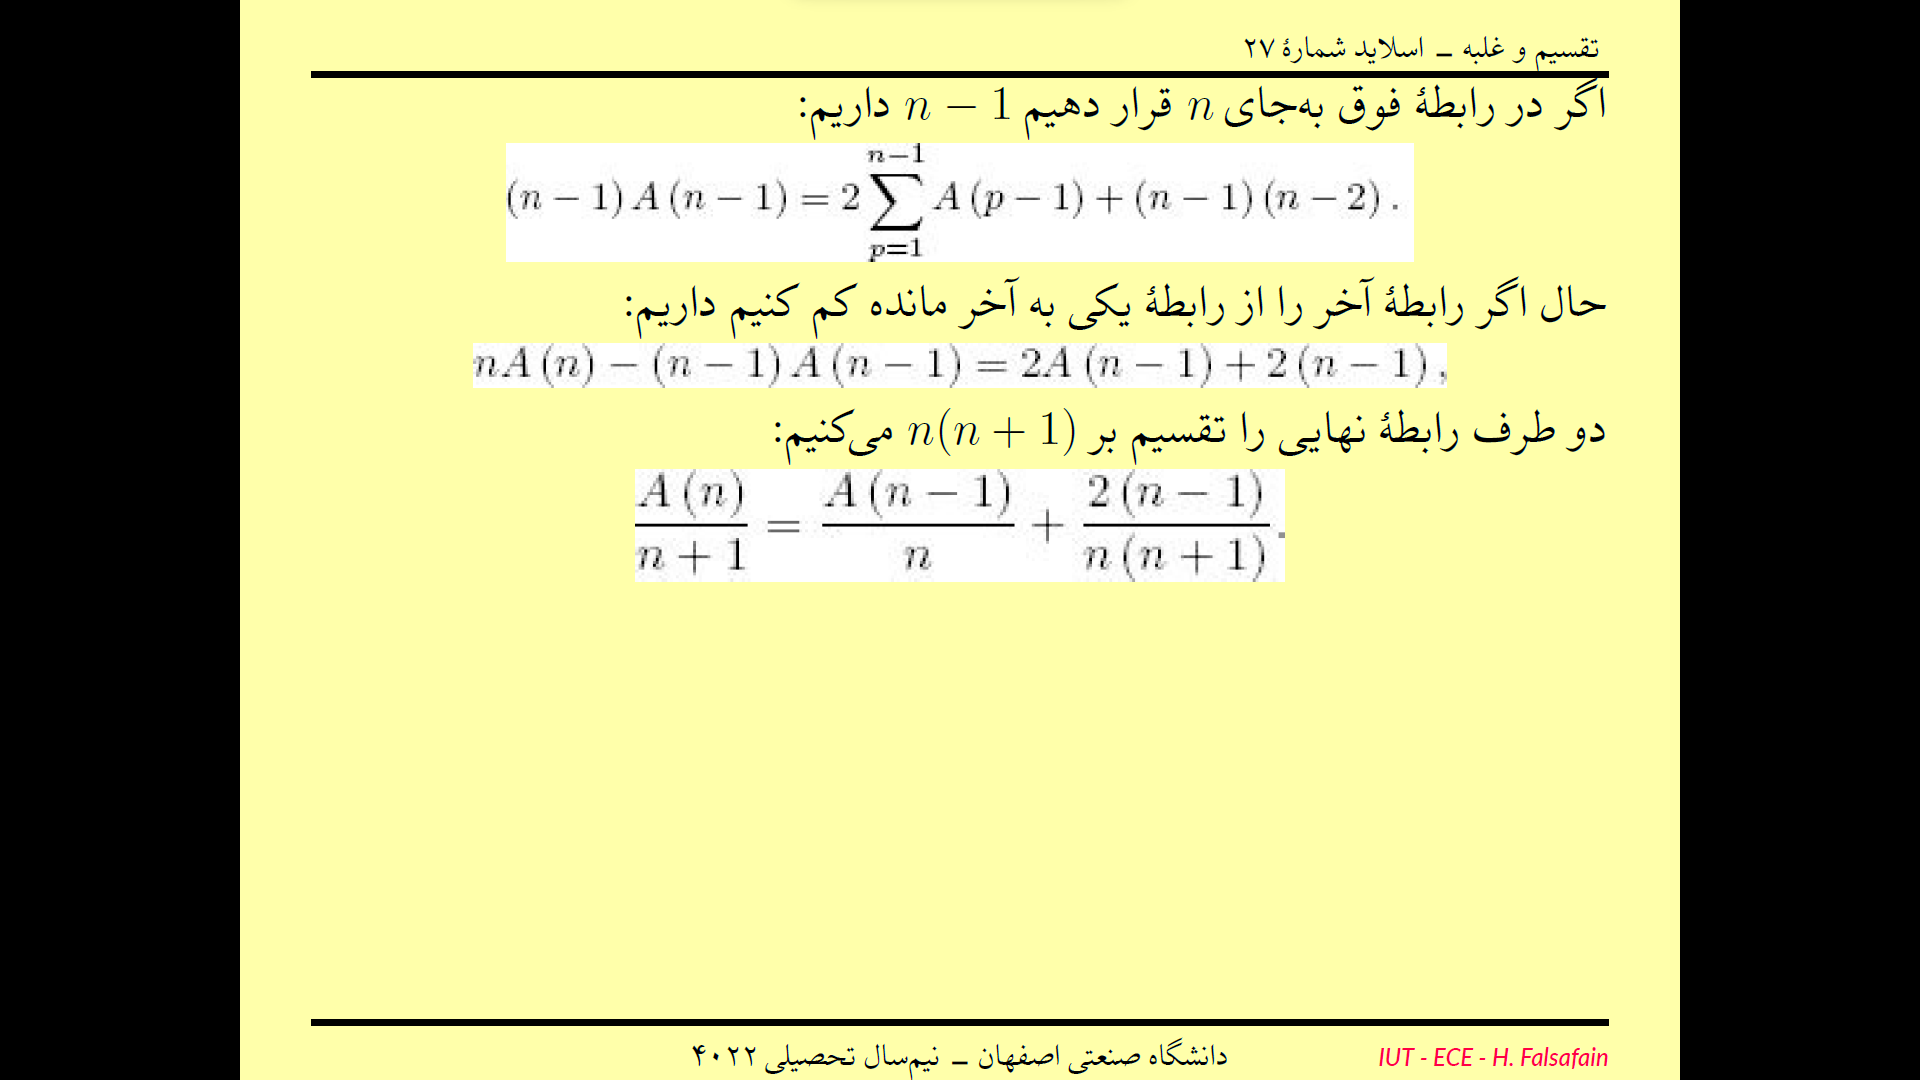 تقسیم و غلبه – اسلاید شمارهٔ ۲۷
اگر در رابطهٔ فوق به‌جای n قرار دهیم n − 1 داریم:
(n − 1) A (n − 1) = 2 \sum_{p=1}^{n−1} A (p − 1) + (n − 1) (n − 2) .
حال اگر رابطهٔ آخر را از رابطهٔ یکی به آخر مانده کم کنیم داریم:
nA (n) − (n − 1) A (n − 1) = 2A (n − 1) + 2 (n − 1) ,
دو طرف رابطهٔ نهایی را تقسیم بر n(n + 1) می‌کنیم:
\frac{A (n)}{n + 1} = \frac{A (n − 1)}{n} + \frac{2 (n − 1)}{n (n + 1)} .
دانشگاه صنعتی اصفهان – نیم‌سال تحصیلی ۴۰۲۲
IUT - ECE - H. Falsafain